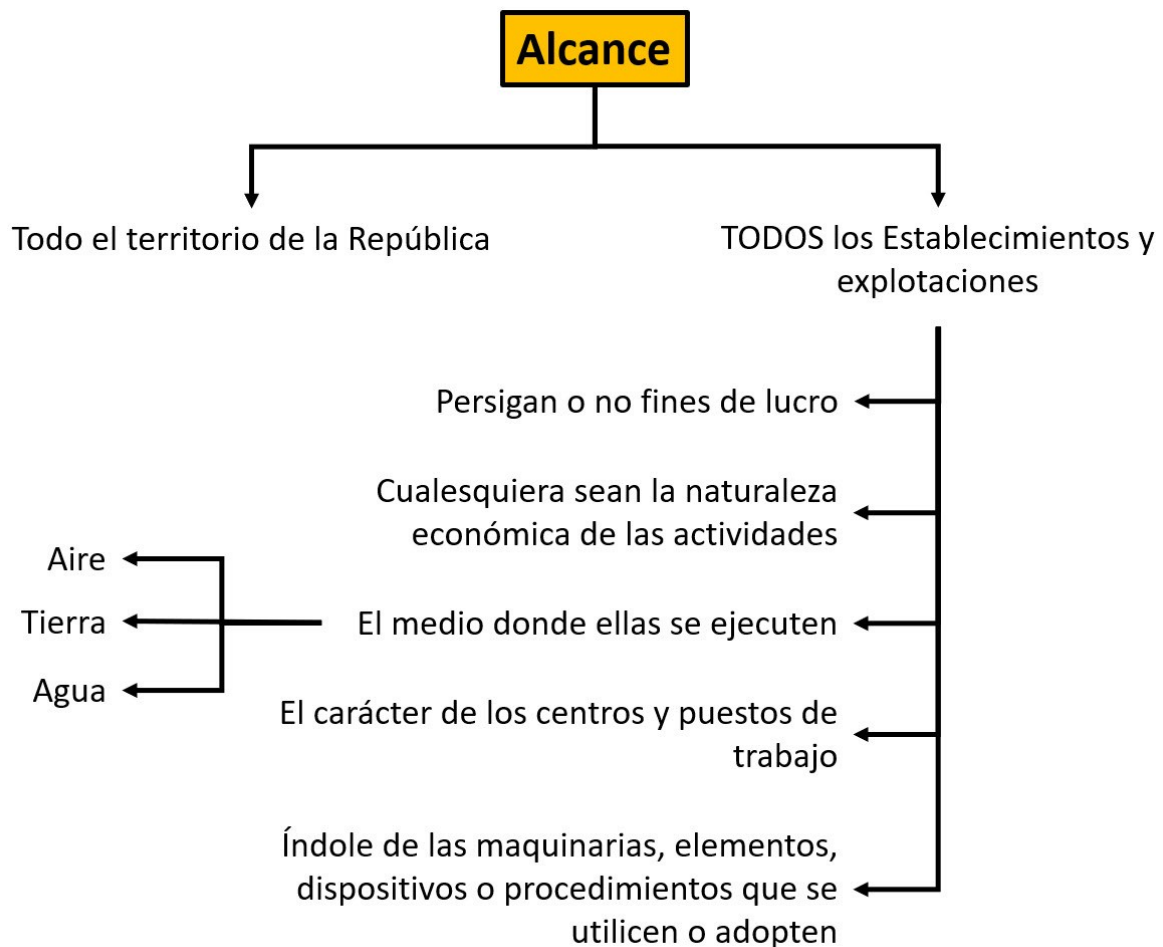 Alcance
Todo el territorio de la República
TODOS los Establecimientos y
explotaciones
Persigan o no fines de lucro
Cualesquiera sean la naturaleza
económica de las actividades
El medio donde ellas se ejecuten
Aire
Tierra
Agua
El carácter de los centros y puestos de
trabajo
Índole de las maquinarias, elementos,
dispositivos o procedimientos que se
utilicen o adopten